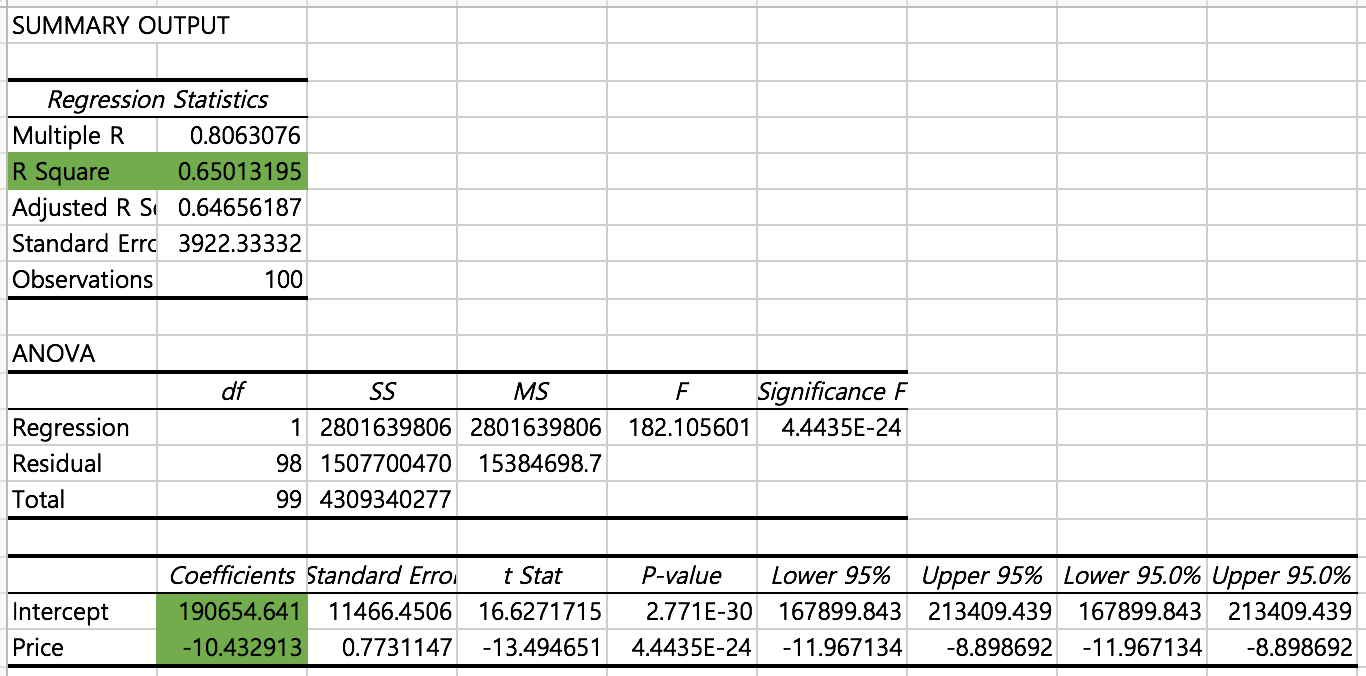 SUMMARY OUTPUT
Regression Statistics
Multiple R 0.8063076
R Square 0.65013195
Adjusted R S 0.64656187
Standard Erro 3922.33332
Observations 100
ANOVA
df SS MS F Significance F
Regression 1 2801639806 2801639806 182.105601 4.4435E-24
Residual 98 1507700470 15384698.7
Total 99 4309340277
Coefficients Standard Error t Stat P-value Lower 95% Upper 95% Lower 95.0% Upper 95.0%
Intercept 190654.641 11466.4506 16.6271715 2.771E-30 167899.843 213409.439 167899.843 213409.439
Price -10.432913 0.7731147 -13.494651 4.4435E-24 -11.967134 -8.898692 -11.967134 -8.898692